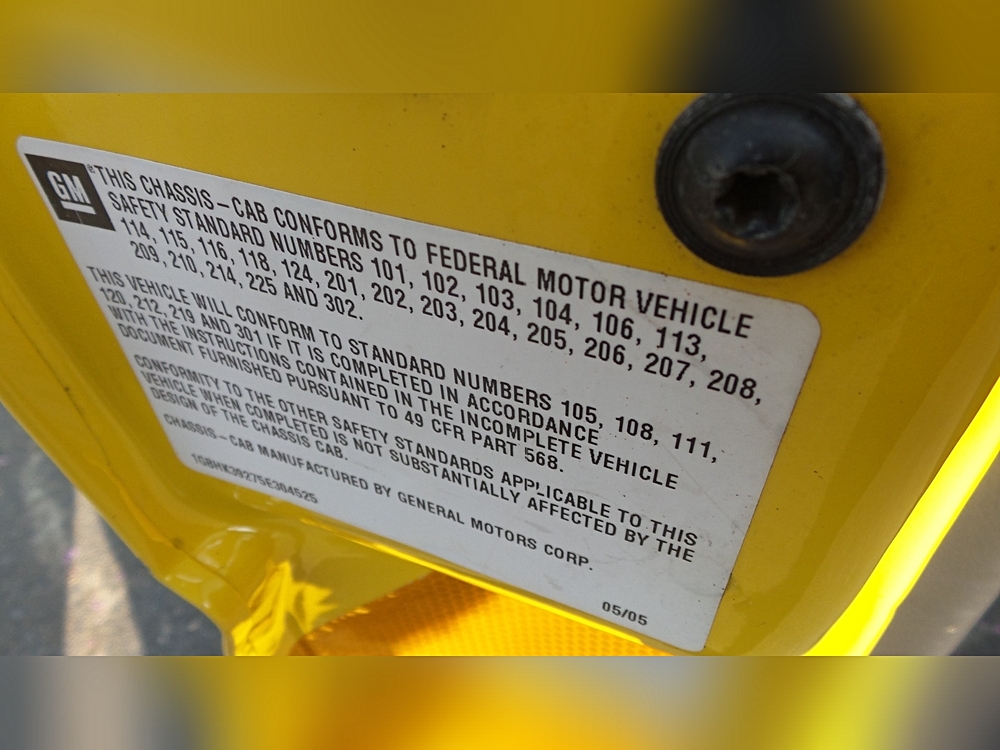 GM
®THIS CHASSIS-CAB CONFORMS TO FEDERAL MOTOR VEHICLE
SAFETY STANDARD NUMBERS 101, 102, 103, 104, 106, 113,
114, 115, 116, 118, 124, 201, 202, 203, 204, 205, 206, 207, 208,
209, 210, 214, 225 AND 302.
THIS VEHICLE WILL CONFORM TO STANDARD NUMBERS 105, 108, 111,
120, 212, 219 AND 301 IF IT IS COMPLETED IN ACCORDANCE
WITH THE INSTRUCTIONS CONTAINED IN THE INCOMPLETE VEHICLE
DOCUMENT FURNISHED PURSUANT TO 49 CFR PART 568.
CONFORMITY TO THE OTHER SAFETY STANDARDS APPLICABLE TO THIS
VEHICLE WHEN COMPLETED IS NOT SUBSTANTIALLY AFFECTED BY THE
DESIGN OF THE CHASSIS CAB.
CHASSIS-CAB MANUFACTURED BY GENERAL MOTORS CORP.
1GBHK39275E304525
05/05